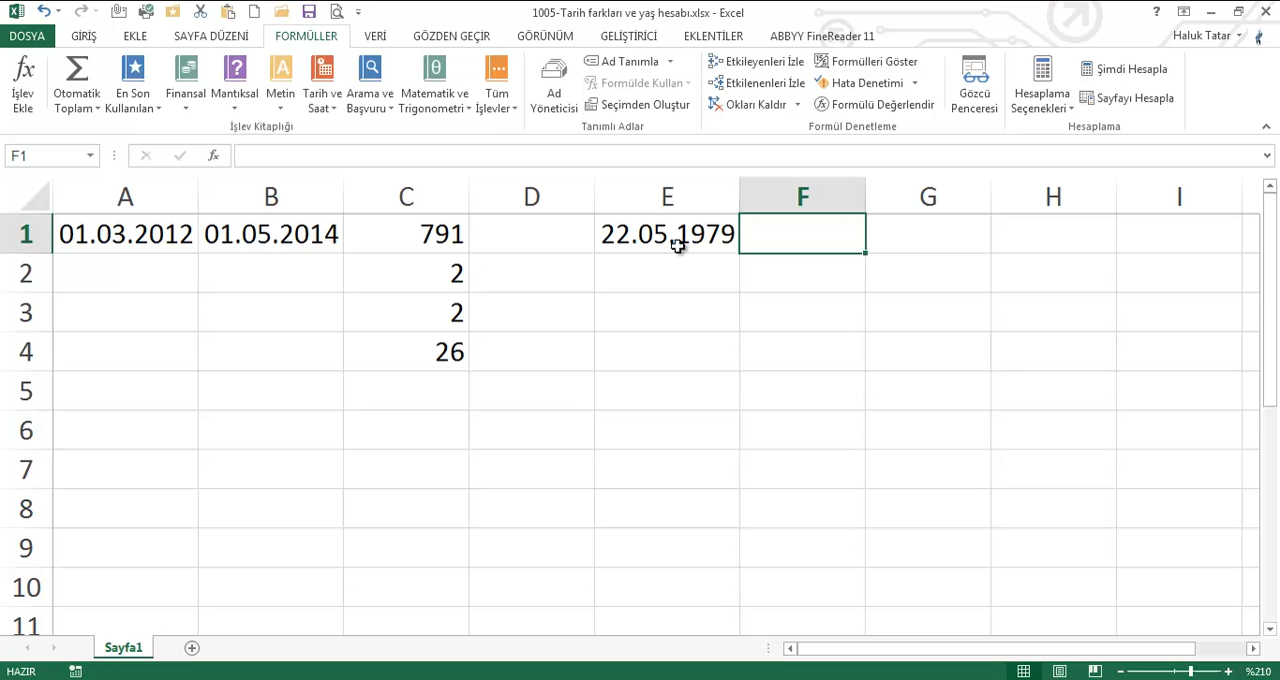 1005-Tarih farkları ve yaş hesabı.xlsx - Excel
DOSYA GİRİŞ EKLE SAYFA DÜZENİ FORMÜLLER VERİ GÖZDEN GEÇİR GÖRÜNÜM GELİŞTİRİCİ EKLENTİLER ABBYY FineReader 11 Haluk Tatar
İşlev Ekle
Otomatik Toplam
En Son Kullanılan
Finansal
Mantıksal
Metin
Tarih ve Saat
Arama ve Başvuru
Matematik ve Trigonometri
Tüm İşlevler
İşlev Kitaplığı
Ad Yöneticisi
Ad Tanımla
Formülde Kullan
Seçimden Oluştur
Tanımlı Adlar
Etkileyenleri İzle
Etkilenenleri İzle
Okları Kaldır
Formülleri Göster
Hata Denetimi
Formülü Değerlendir
Formül Denetleme
Gözcü Penceresi
Hesaplama Seçenekleri
Şimdi Hesapla
Sayfayı Hesapla
Hesaplama
F1 fx
A B C D E F G H I
1 01.03.2012 01.05.2014 791 22.05.1979
2 2
3 2
4 26
5
6
7
8
9
10
11
Sayfa1
HAZIR %210